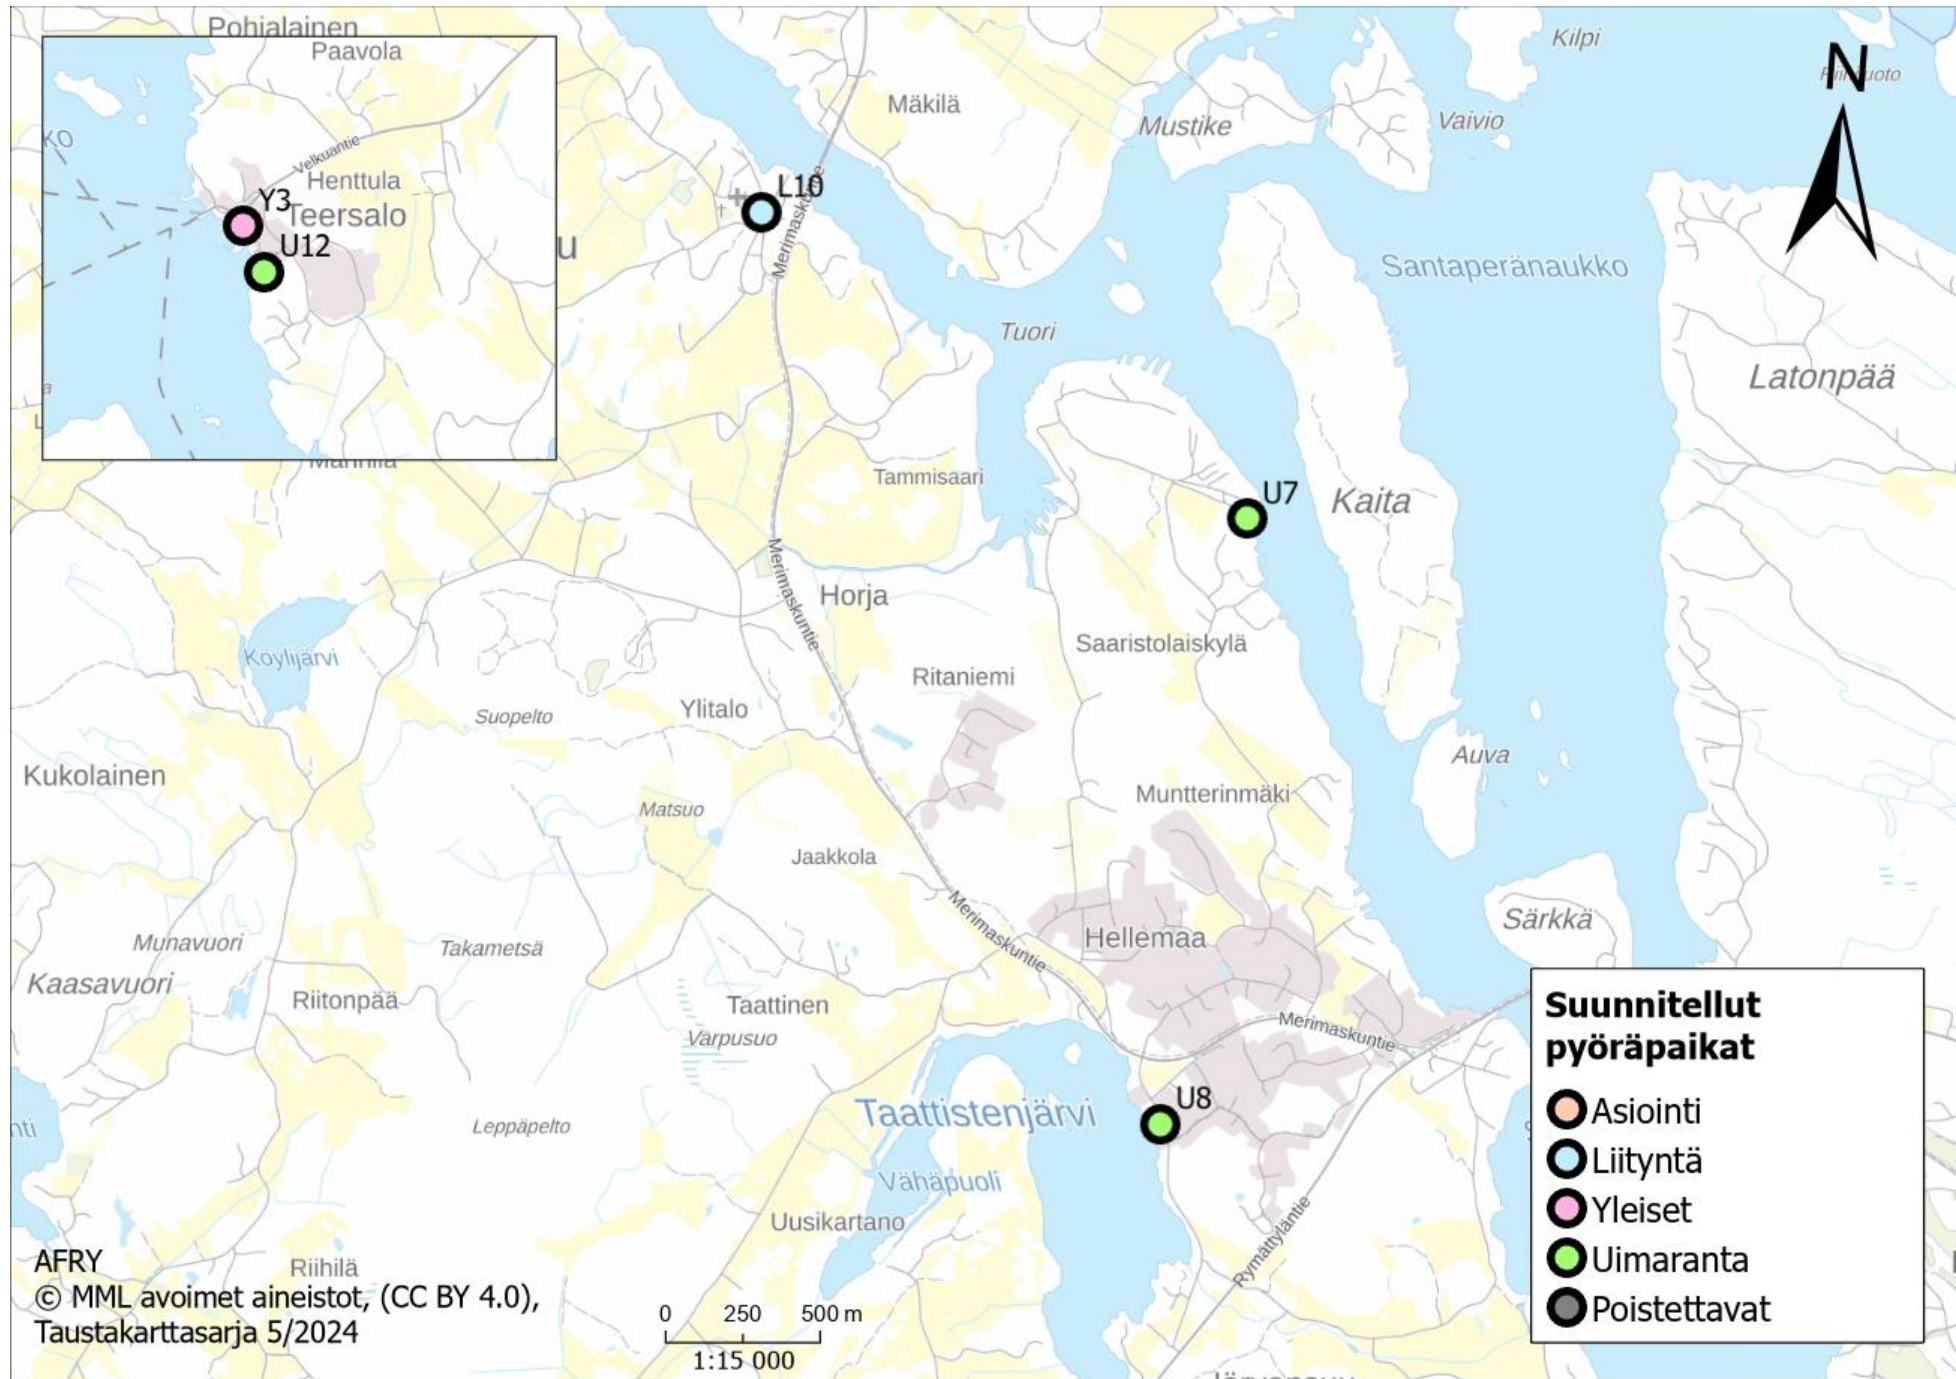 Pohjalainen
Paavola
Velkuantie
Henttula
Y3
Teersalo
U12
KO
Mäkilä
L10
Merimaskuntie
Kilpi
Mustike
Vaivio
N
Santaperänaukko
Tuori
Latonpää
Tammisaari
U7
Kaita
Merimaskuntie
Horja
Saaristolaiskylä
Köylijärvi
Ritaniemi
Suopelto
Ylitalo
Auva
Kukolainen
Muntterinmäki
Matsuo
Jaakkola
Merimaskuntie
Hellemaa
Särkkä
Munavuori
Takametsä
Kaasavuori
Riitonpää
Taattinen
Varpusuo
Merimaskuntie
Taattistenjärvi
U8
Leppäpelto
Vähäpuoli
Uusikartano
Rymättyläntie
Riihilä
Suunnitellut
pyöräpaikat
Asiointi
Liityntä
Yleiset
Uimaranta
Poistettavat
AFRY
© MML avoimet aineistot, (CC BY 4.0),
Taustakarttasarja 5/2024
0 250 500 m
1:15 000